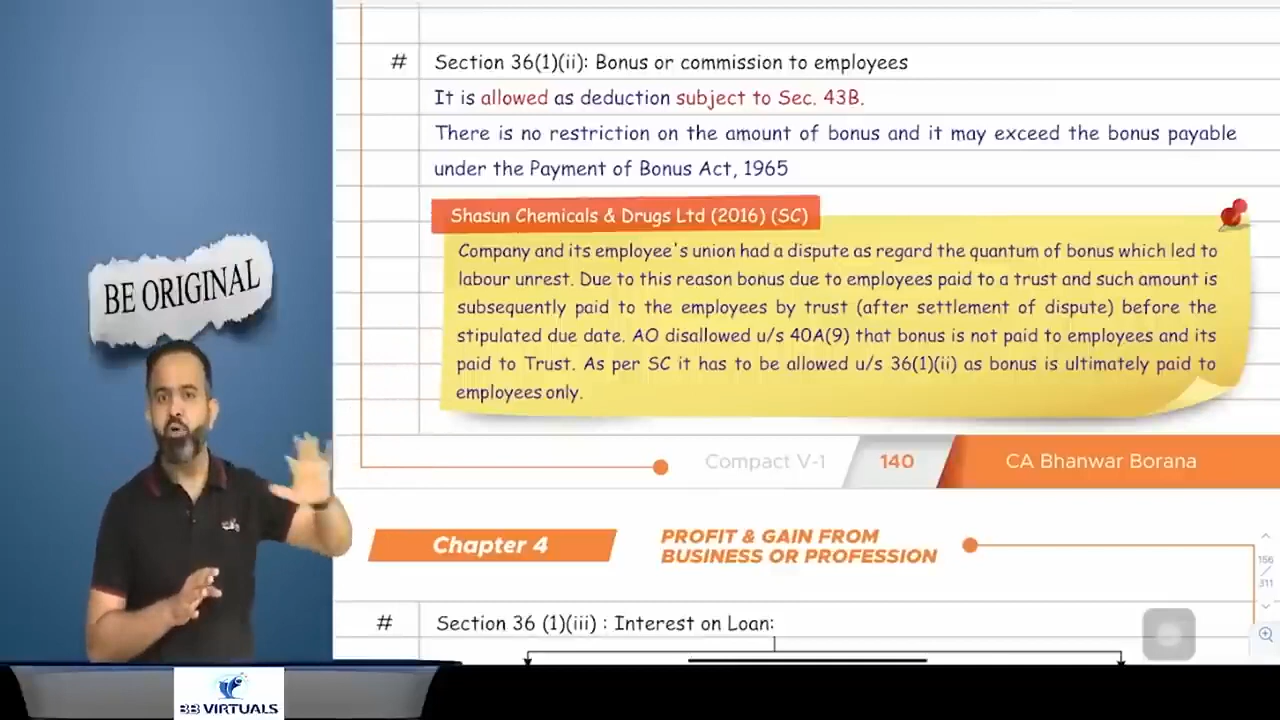 # Section 36(1)(ii): Bonus or commission to employees
It is allowed as deduction subject to Sec. 43B.
There is no restriction on the amount of bonus and it may exceed the bonus payable
under the Payment of Bonus Act, 1965
Shasun Chemicals & Drugs Ltd (2016) (SC)
Company and its employee's union had a dispute as regard the quantum of bonus which led to
labour unrest. Due to this reason bonus due to employees paid to a trust and such amount is
subsequently paid to the employees by trust (after settlement of dispute) before the
stipulated due date. AO disallowed u/s 40A(9) that bonus is not paid to employees and its
paid to Trust. As per SC it has to be allowed u/s 36(1)(ii) as bonus is ultimately paid to
employees only.
BE ORIGINAL
Compact V-1 140 CA Bhanwar Borana
Chapter 4
PROFIT & GAIN FROM
BUSINESS OR PROFESSION
156
/
311
# Section 36 (1)(iii) : Interest on Loan:
BB VIRTUALS